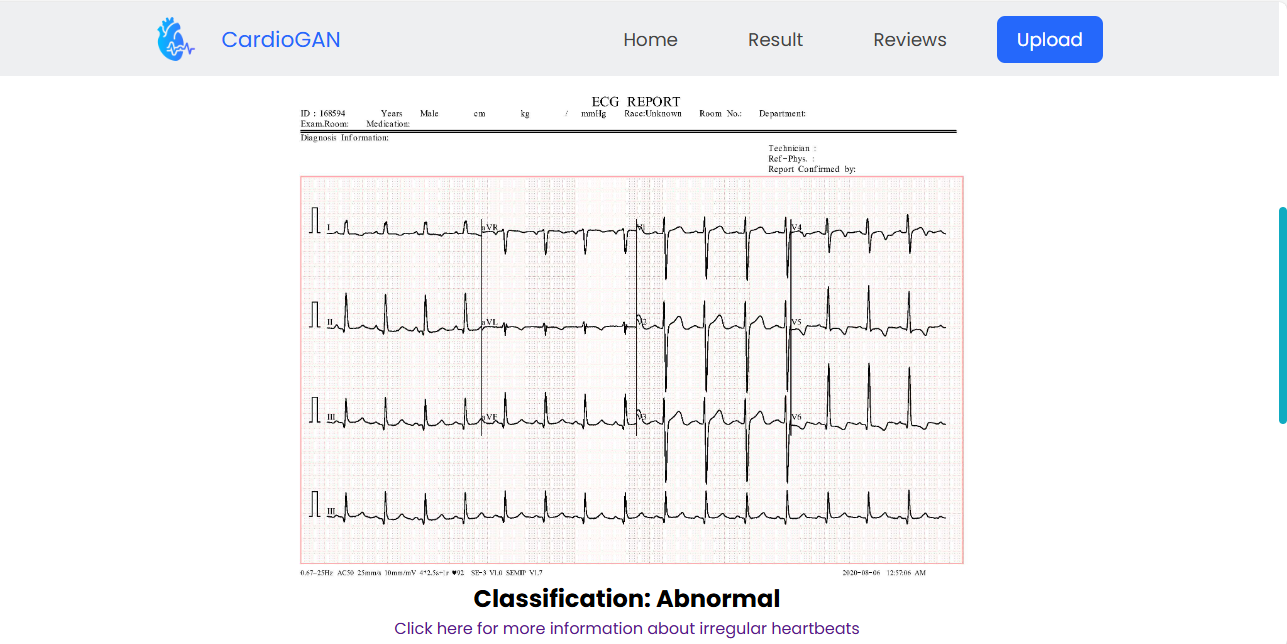 CardioGAN Home Result Reviews Upload
ECG REPORT
ID : 168594 Years Male cm kg / mmHg Race:Unknown Room No.: Department:
Exam.Room: Medication:
Diagnosis Information:
Technician :
Ref-Phys. :
Report Confirmed by:
I aVR V1 V4
II aVL V2 V5
III aVF V3 V6
III
0.67~25Hz AC50 25mm/s 10mm/mV 4*2.5s+1r ♥92 SE-3 V1.0 SEMIP V1.7 2020-08-06 12:57:06 AM
Classification: Abnormal
Click here for more information about irregular heartbeats